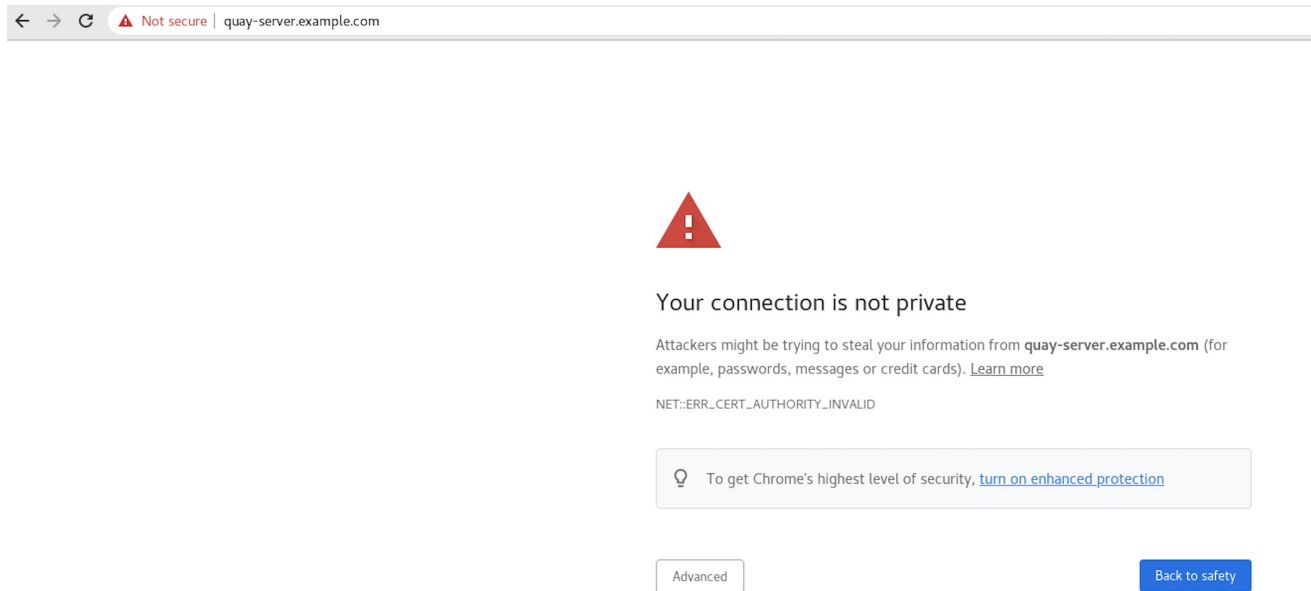 Not secure quay-server.example.com
Your connection is not private
Attackers might be trying to steal your information from quay-server.example.com (for
example, passwords, messages or credit cards). Learn more
NET::ERR_CERT_AUTHORITY_INVALID
To get Chrome's highest level of security, turn on enhanced protection
Advanced Back to safety